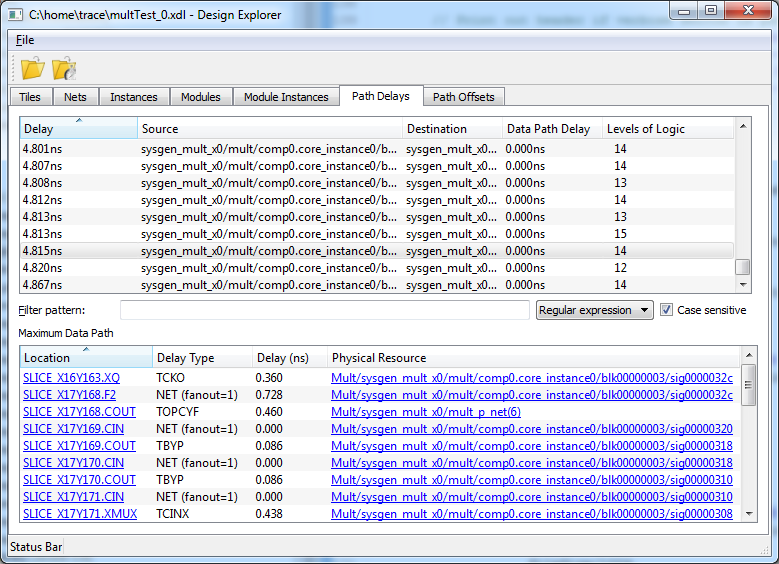 C:\home\trace\multTest_0.xdl - Design Explorer
File
Tiles Nets Instances Modules Module Instances Path Delays Path Offsets
Delay Source Destination Data Path Delay Levels of Logic
4.801ns sysgen_mult_x0/mult/comp0.core_instance0/b... sysgen_mult_x0... 0.000ns 14
4.807ns sysgen_mult_x0/mult/comp0.core_instance0/b... sysgen_mult_x0... 0.000ns 14
4.808ns sysgen_mult_x0/mult/comp0.core_instance0/b... sysgen_mult_x0... 0.000ns 13
4.812ns sysgen_mult_x0/mult/comp0.core_instance0/b... sysgen_mult_x0... 0.000ns 14
4.813ns sysgen_mult_x0/mult/comp0.core_instance0/b... sysgen_mult_x0... 0.000ns 13
4.813ns sysgen_mult_x0/mult/comp0.core_instance0/b... sysgen_mult_x0... 0.000ns 15
4.815ns sysgen_mult_x0/mult/comp0.core_instance0/b... sysgen_mult_x0... 0.000ns 14
4.820ns sysgen_mult_x0/mult/comp0.core_instance0/b... sysgen_mult_x0... 0.000ns 12
4.867ns sysgen_mult_x0/mult/comp0.core_instance0/b... sysgen_mult_x0... 0.000ns 14
Filter pattern: Regular expression Case sensitive
Maximum Data Path
Location Delay Type Delay (ns) Physical Resource
SLICE_X16Y163.XQ TCKO 0.360 Mult/sysgen_mult_x0/mult/comp0.core_instance0/blk00000003/sig0000032c
SLICE_X17Y168.F2 NET (fanout=1) 0.728 Mult/sysgen_mult_x0/mult/comp0.core_instance0/blk00000003/sig0000032c
SLICE_X17Y168.COUT TOPCYF 0.460 Mult/sysgen_mult_x0/mult_p_net(6)
SLICE_X17Y169.CIN NET (fanout=1) 0.000 Mult/sysgen_mult_x0/mult/comp0.core_instance0/blk00000003/sig00000320
SLICE_X17Y169.COUT TBYP 0.086 Mult/sysgen_mult_x0/mult/comp0.core_instance0/blk00000003/sig00000318
SLICE_X17Y170.CIN NET (fanout=1) 0.000 Mult/sysgen_mult_x0/mult/comp0.core_instance0/blk00000003/sig00000318
SLICE_X17Y170.COUT TBYP 0.086 Mult/sysgen_mult_x0/mult/comp0.core_instance0/blk00000003/sig00000310
SLICE_X17Y171.CIN NET (fanout=1) 0.000 Mult/sysgen_mult_x0/mult/comp0.core_instance0/blk00000003/sig00000310
SLICE_X17Y171.XMUX TCINX 0.438 Mult/sysgen_mult_x0/mult/comp0.core_instance0/blk00000003/sig00000308
Status Bar